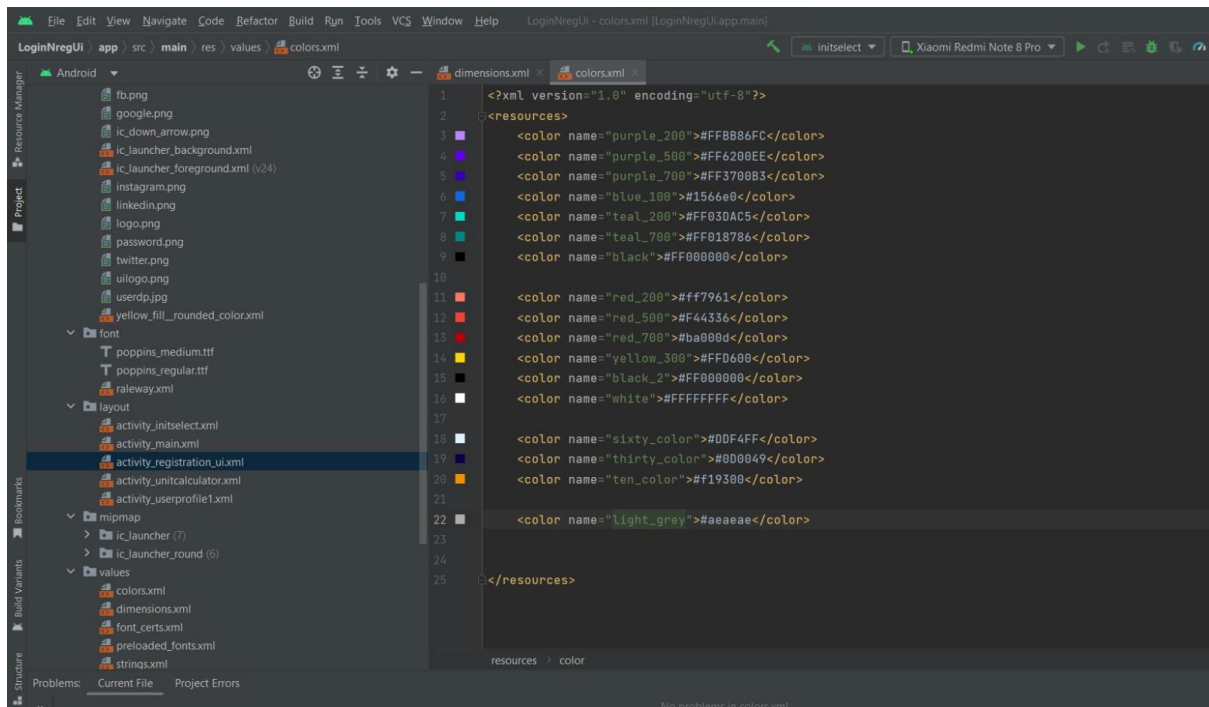 File Edit View Navigate Code Refactor Build Run Tools VCS Window Help LoginNregUi - colors.xml [LoginNregUi.app.main]
LoginNregUi app src main res values colors.xml initselect Xiaomi Redmi Note 8 Pro
Android
dimensions.xml
colors.xml
Resource Manager
Project
Bookmarks
Build Variants
Structure
fb.png
google.png
ic_down_arrow.png
ic_launcher_background.xml
ic_launcher_foreground.xml (v24)
instagram.png
linkedin.png
logo.png
password.png
twitter.png
uilogo.png
userdp.jpg
yellow_fill__rounded_color.xml
font
poppins_medium.ttf
poppins_regular.ttf
raleway.xml
layout
activity_initselect.xml
activity_main.xml
activity_registration_ui.xml
activity_unitcalculator.xml
activity_userprofile1.xml
mipmap
ic_launcher (7)
ic_launcher_round (6)
values
colors.xml
dimensions.xml
font_certs.xml
preloaded_fonts.xml
strings.xml
1 <?xml version="1.0" encoding="utf-8"?>
2 <resources>
3 <color name="purple_200">#FFBB86FC</color>
4 <color name="purple_500">#FF6200EE</color>
5 <color name="purple_700">#FF3700B3</color>
6 <color name="blue_100">#1566e0</color>
7 <color name="teal_200">#FF03DAC5</color>
8 <color name="teal_700">#FF018786</color>
9 <color name="black">#FF000000</color>
10
11 <color name="red_200">#ff7961</color>
12 <color name="red_500">#F44336</color>
13 <color name="red_700">#ba000d</color>
14 <color name="yellow_300">#FFD600</color>
15 <color name="black_2">#FF000000</color>
16 <color name="white">#FFFFFFFF</color>
17
18 <color name="sixty_color">#DDF4FF</color>
19 <color name="thirty_color">#0D0049</color>
20 <color name="ten_color">#f19300</color>
21
22 <color name="light_grey">#aeaeae</color>
23
24
25 </resources>
resources color
Problems: Current File Project Errors
No problems in colors.xml